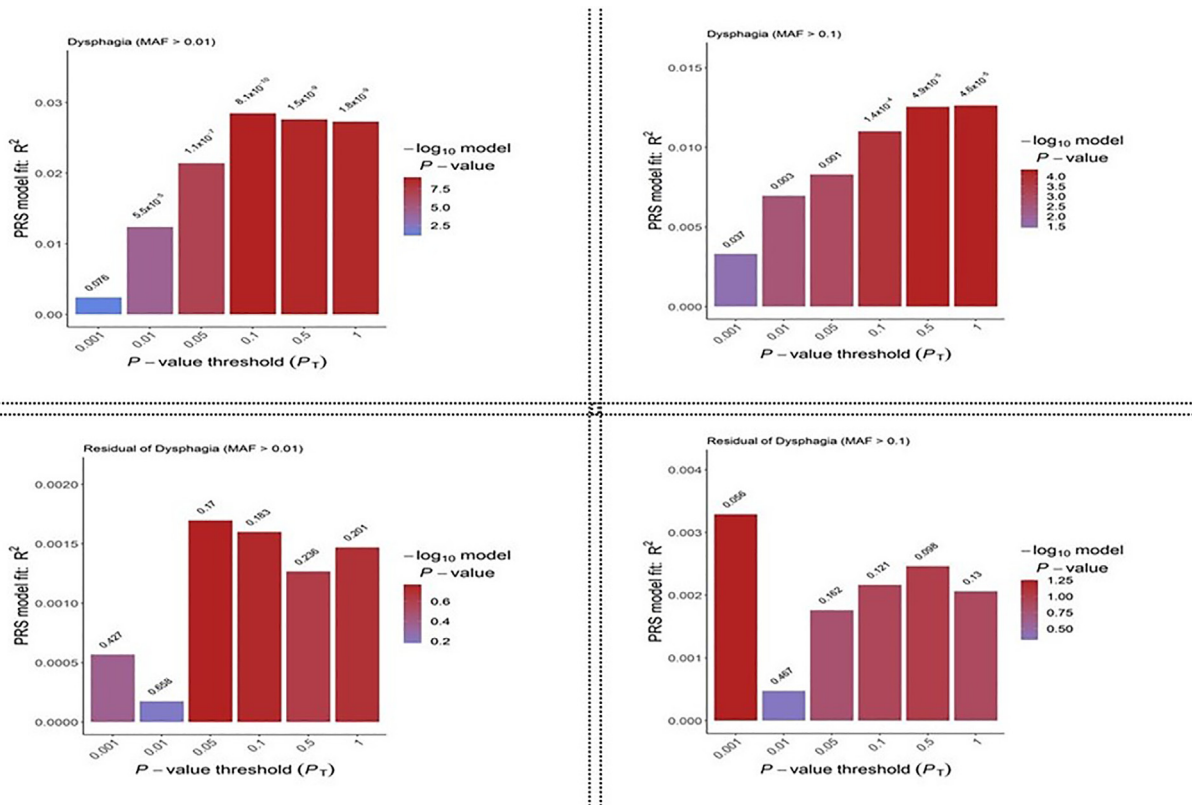 Dysphagia (MAF > 0.01)
PRS model fit: R²
0.03
0.02
0.01
0.00
0.076
5.5x10⁻⁵
1.1x10⁻⁷
8.1x10⁻¹⁰
1.5x10⁻⁹
1.8x10⁻⁹
0.001
0.01
0.05
0.1
0.5
1
P – value threshold (P_T)
–log₁₀ model
P – value
7.5
5.0
2.5
Dysphagia (MAF > 0.1)
PRS model fit: R²
0.015
0.010
0.005
0.000
0.037
0.003
0.001
1.4x10⁻⁴
4.9x10⁻⁵
4.6x10⁻⁵
0.001
0.01
0.05
0.1
0.5
1
P – value threshold (P_T)
–log₁₀ model
P – value
4.0
3.5
3.0
2.5
2.0
1.5
Residual of Dysphagia (MAF > 0.01)
PRS model fit: R²
0.0020
0.0015
0.0010
0.0005
0.0000
0.427
0.658
0.17
0.183
0.236
0.201
0.001
0.01
0.05
0.1
0.5
1
P – value threshold (P_T)
–log₁₀ model
P – value
0.6
0.4
0.2
Residual of Dysphagia (MAF > 0.1)
PRS model fit: R²
0.004
0.003
0.002
0.001
0.000
0.056
0.467
0.162
0.121
0.098
0.13
0.001
0.01
0.05
0.1
0.5
1
P – value threshold (P_T)
–log₁₀ model
P – value
1.25
1.00
0.75
0.50